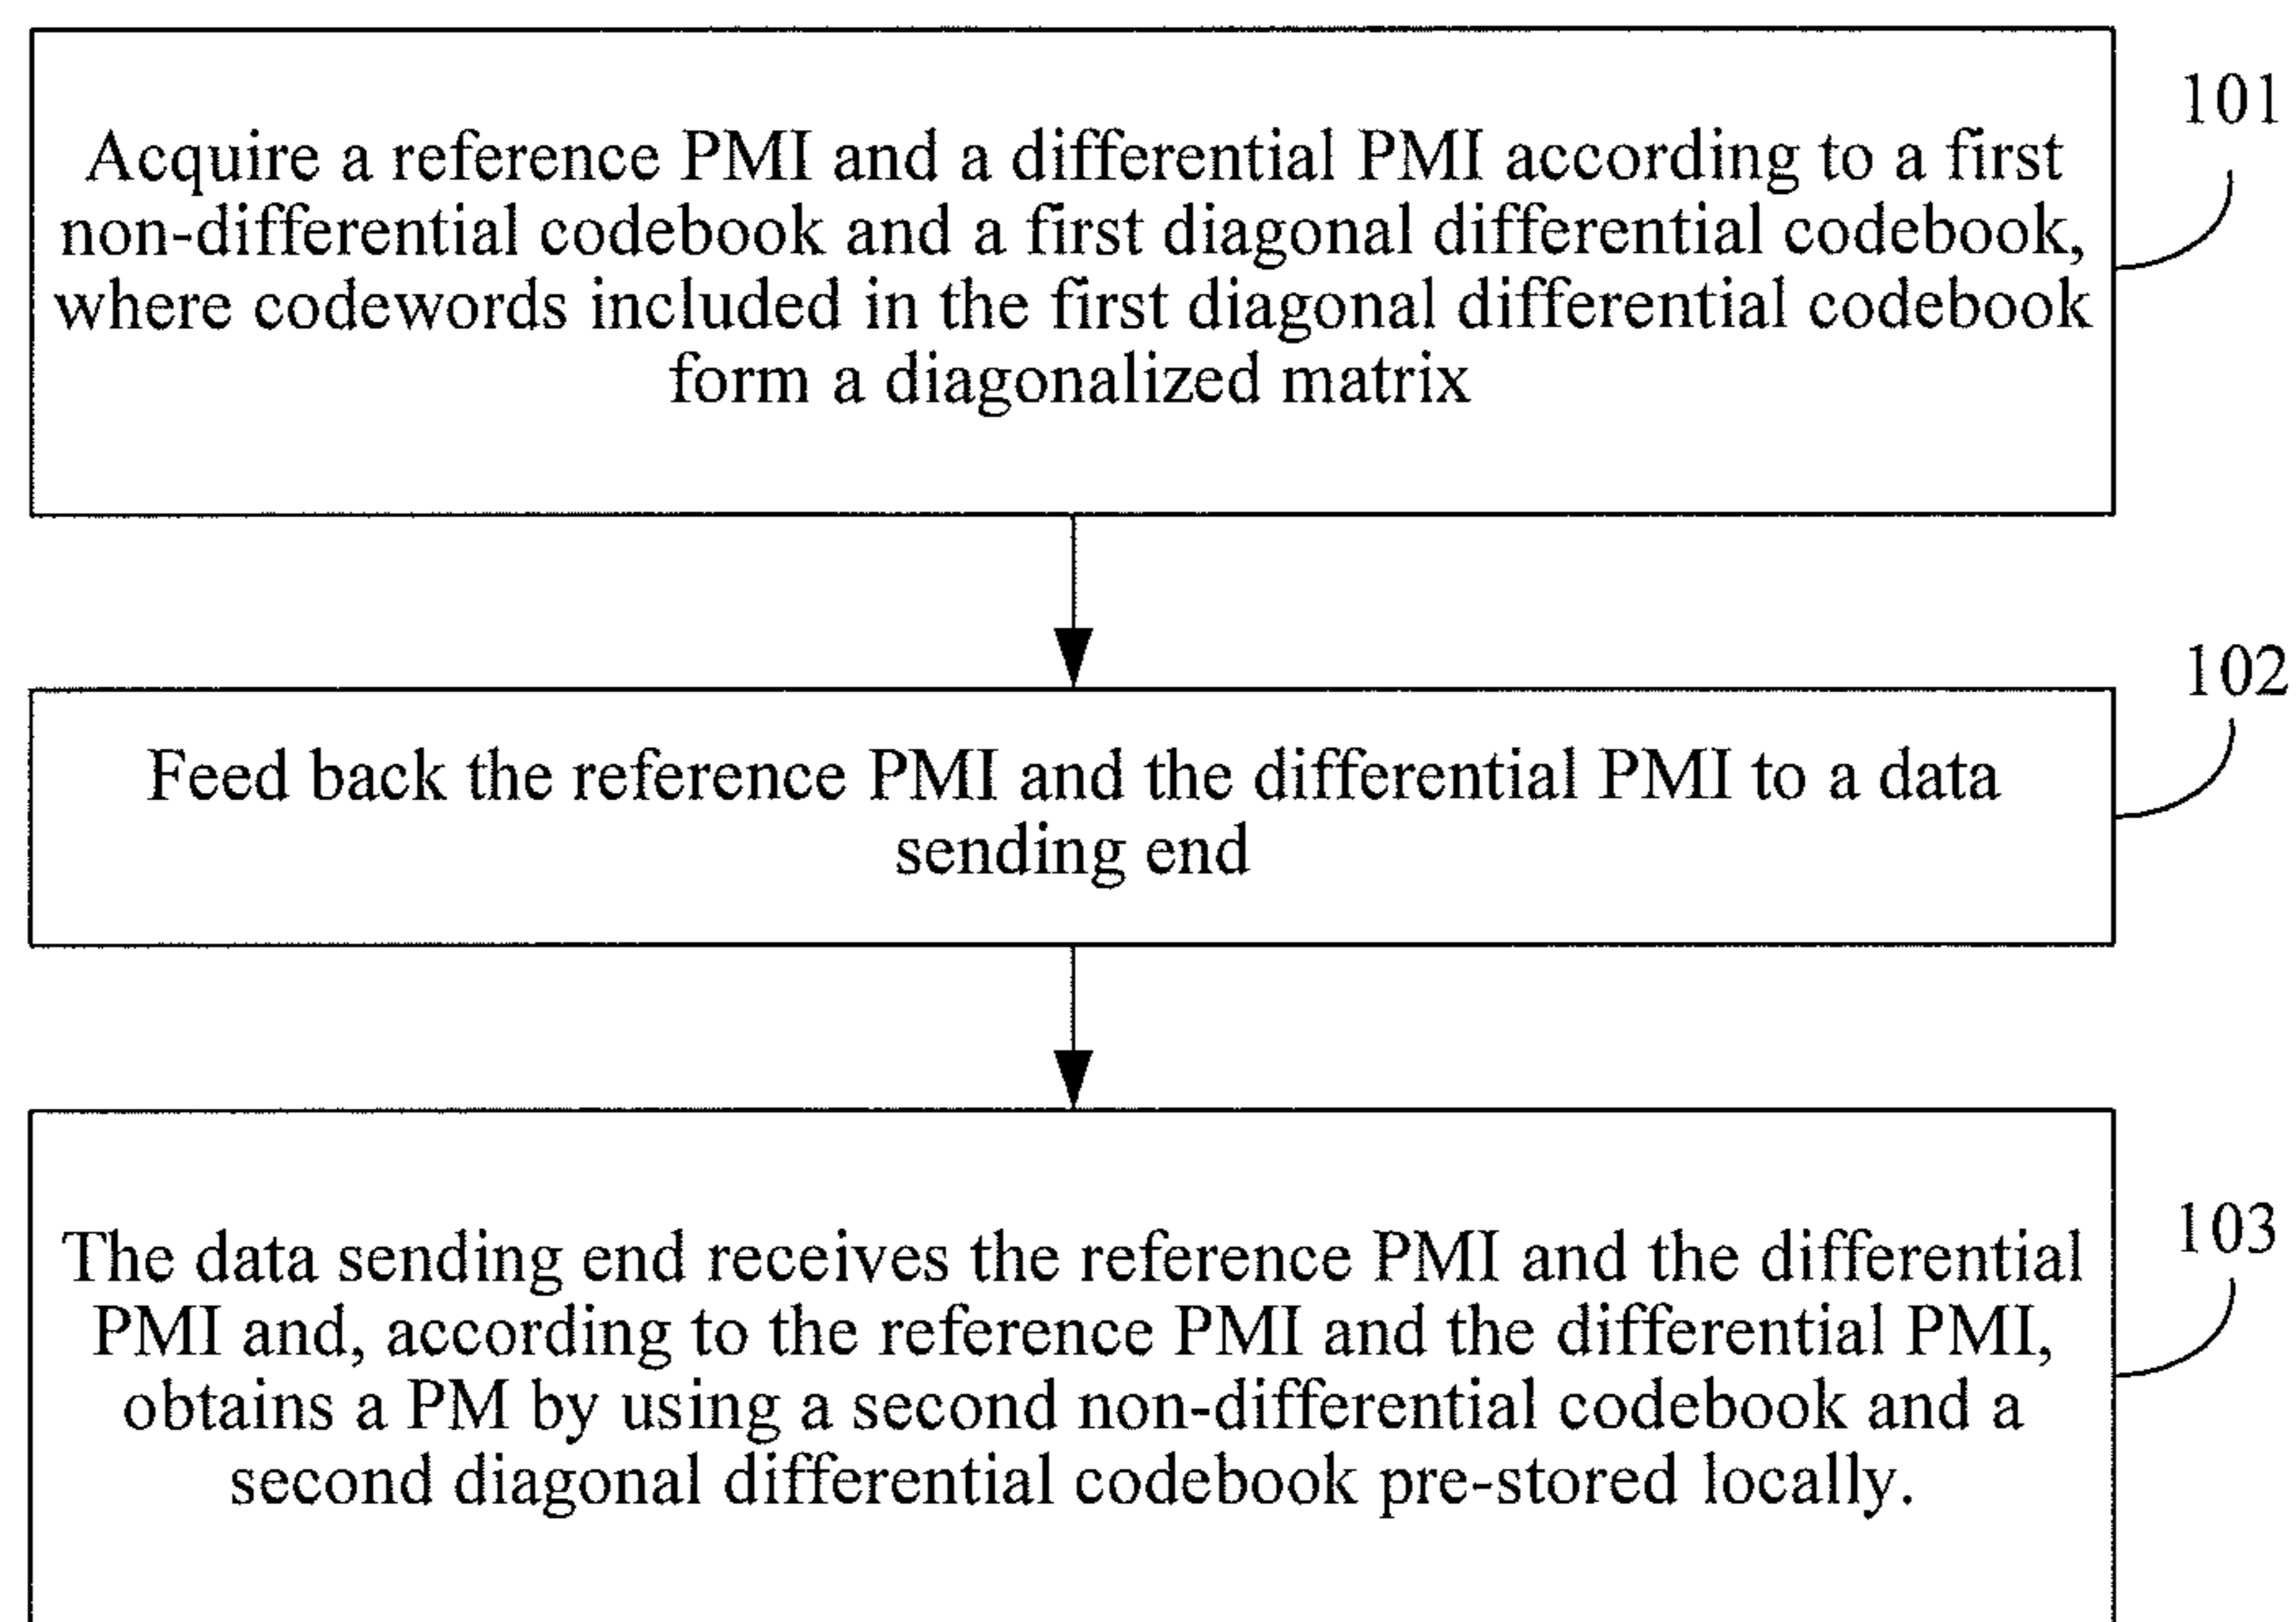 101
Acquire a reference PMI and a differential PMI according to a first
non-differential codebook and a first diagonal differential codebook,
where codewords included in the first diagonal differential codebook
form a diagonalized matrix
102
Feed back the reference PMI and the differential PMI to a data
sending end
103
The data sending end receives the reference PMI and the differential
PMI and, according to the reference PMI and the differential PMI,
obtains a PM by using a second non-differential codebook and a
second diagonal differential codebook pre-stored locally.